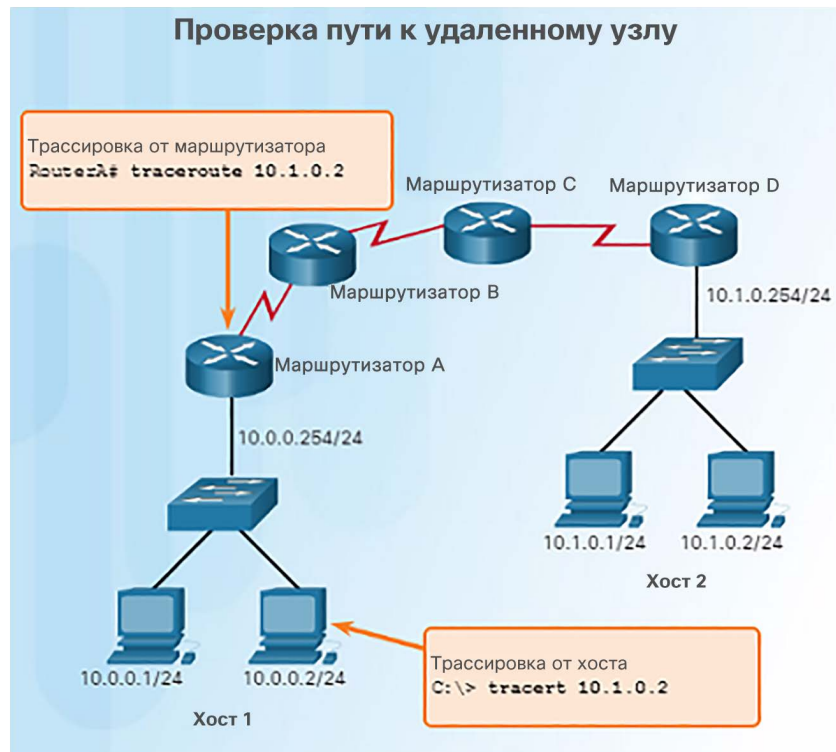 Проверка пути к удаленному узлу
Трассировка от маршрутизатора
RouterA# traceroute 10.1.0.2
Маршрутизатор C
Маршрутизатор D
Маршрутизатор B
10.1.0.254/24
Маршрутизатор A
10.0.0.254/24
10.1.0.1/24
10.1.0.2/24
Хост 2
Трассировка от хоста
C:\> tracert 10.1.0.2
10.0.0.1/24
10.0.0.2/24
Хост 1